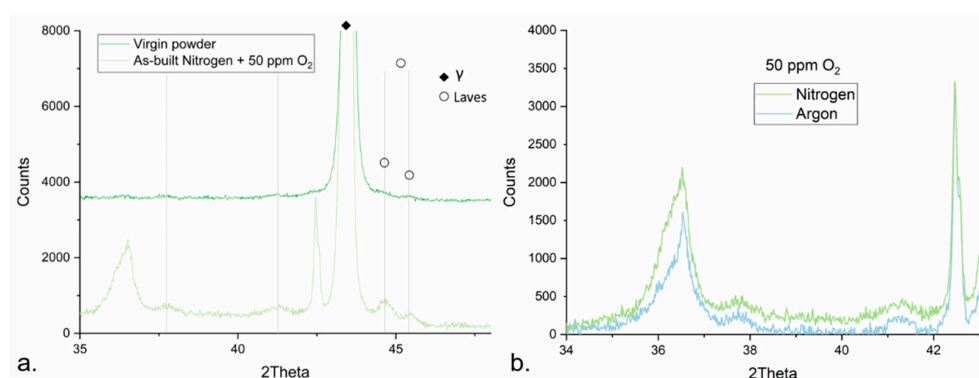 8000
6000
4000
2000
0
Counts
Virgin powder
As-built Nitrogen + 50 ppm O₂
◆ γ
○ Laves
35
40
45
2Theta
a.
4000
3500
3000
2500
2000
1500
1000
500
0
Counts
50 ppm O₂
Nitrogen
Argon
34
36
38
40
42
2Theta
b.